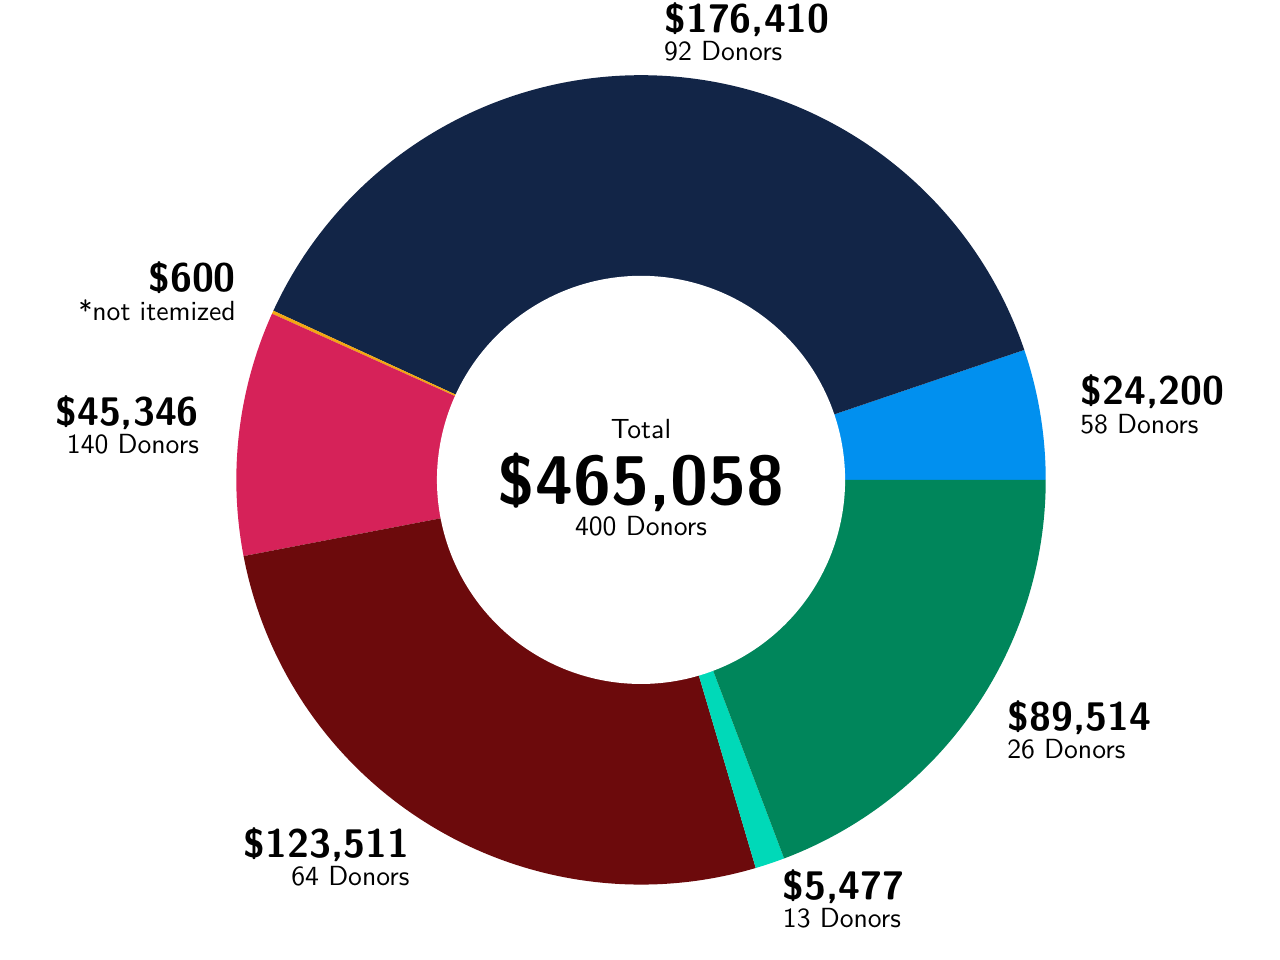 $176,410
92 Donors
$600
*not itemized
$24,200
58 Donors
$45,346
140 Donors
Total
$465,058
400 Donors
$89,514
26 Donors
$123,511
64 Donors
$5,477
13 Donors